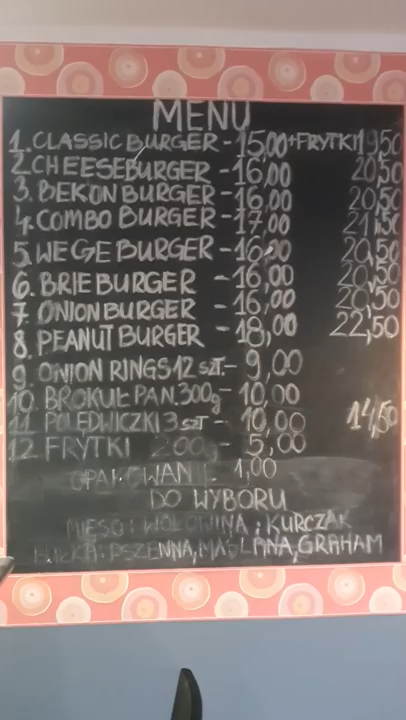 MENU
1. CLASSIC BURGER - 15,00 + FRYTKI 19,50
2. CHEESEBURGER - 16,00 20,50
3. BEKON BURGER - 16,00 20,50
4. COMBO BURGER - 17,00 21,50
5. WEGE BURGER - 16,00 20,50
6. BRIE BURGER - 16,00 20,50
7. ONION BURGER - 16,00 20,50
8. PEANUT BURGER - 18,00 22,50
9. ONION RINGS 12 szt. - 9,00
10. BROKUŁ PAN. 300g - 10,00
11. POLĘDWICZKI 3 szt - 10,00 14,50
12. FRYTKI 200g - 5,00
OPAKOWANIE 1,00
DO WYBORU
MIĘSO: WOŁOWINA, KURCZAK
BUŁKA: PSZENNA, MAŚLANA, GRAHAM